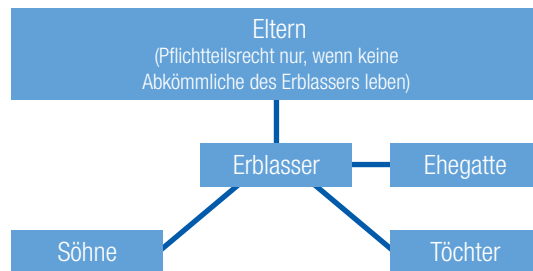 Eltern
(Pflichtteilsrecht nur, wenn keine
Abkömmliche des Erblassers leben)
Erblasser
Ehegatte
Söhne
Töchter